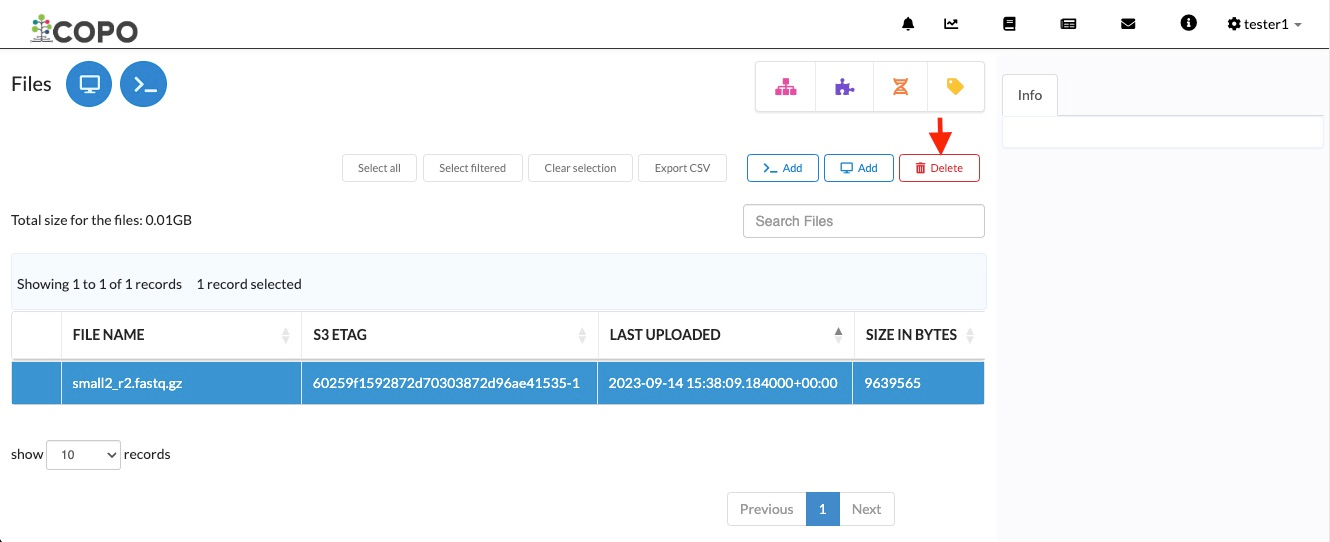 COPO
tester1
Files
Info
Select all Select filtered Clear selection Export CSV Add Add Delete
Total size for the files: 0.01GB
Search Files
Showing 1 to 1 of 1 records 1 record selected
FILE NAME S3 ETAG LAST UPLOADED SIZE IN BYTES
small2_r2.fastq.gz 60259f1592872d70303872d96ae41535-1 2023-09-14 15:38:09.184000+00:00 9639565
show 10 records
Previous 1 Next